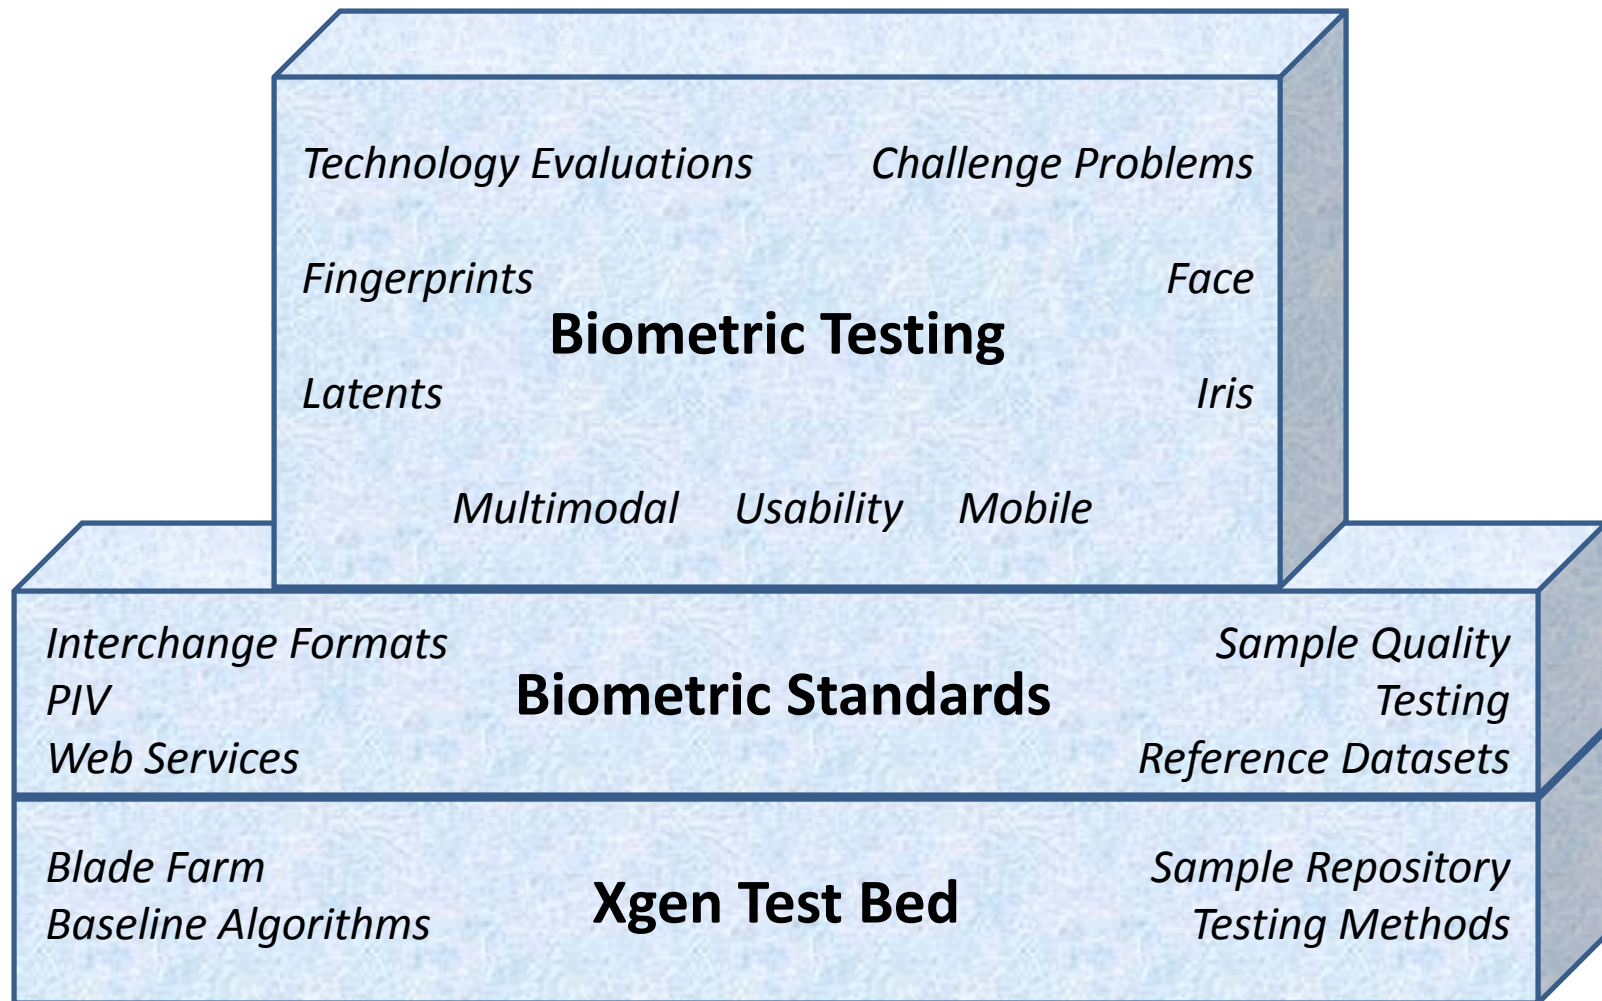 Technology Evaluations Challenge Problems
Fingerprints Face
Biometric Testing
Latents Iris
Multimodal Usability Mobile
Interchange Formats Sample Quality
PIV Biometric Standards Testing
Web Services Reference Datasets
Blade Farm Sample Repository
Xgen Test Bed
Baseline Algorithms Testing Methods